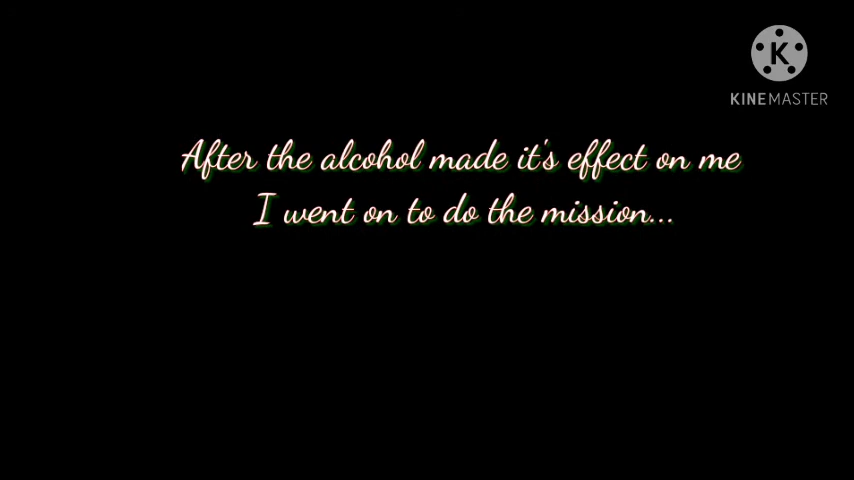 K
KINEMASTER
After the alcohol made it's effect on me
I went on to do the mission...